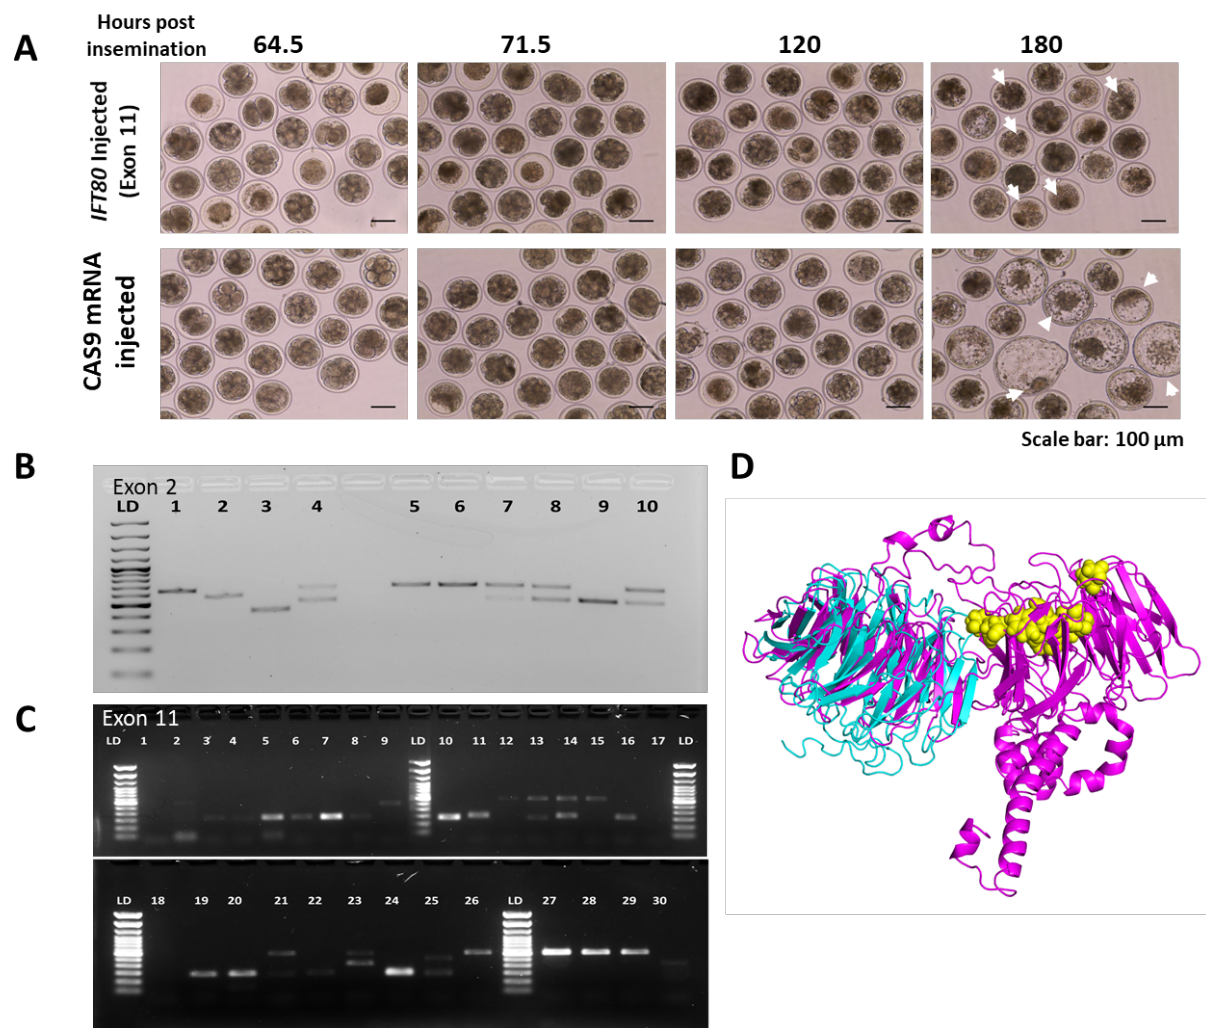 A
Hours post
insemination
64.5
71.5
120
180
IFT80 Injected
(Exon 11)
CAS9 mRNA
injected
Scale bar: 100 µm
B
Exon 2
LD 1 2 3 4 5 6 7 8 9 10
C
Exon 11
LD 1 2 3 4 5 6 7 8 9 LD 10 11 12 13 14 15 16 17 LD
LD 18 19 20 21 22 23 24 25 26 LD 27 28 29 30
D